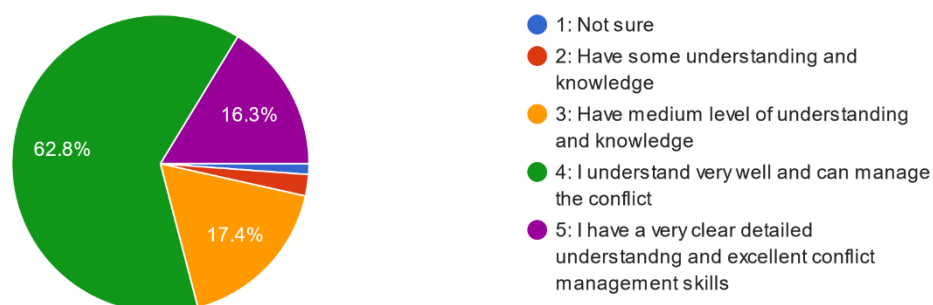 16.3%
62.8%
17.4%
1: Not sure
2: Have some understanding and
knowledge
3: Have medium level of understanding
and knowledge
4: I understand very well and can manage
the conflict
5: I have a very clear detailed
understandng and excellent conflict
management skills